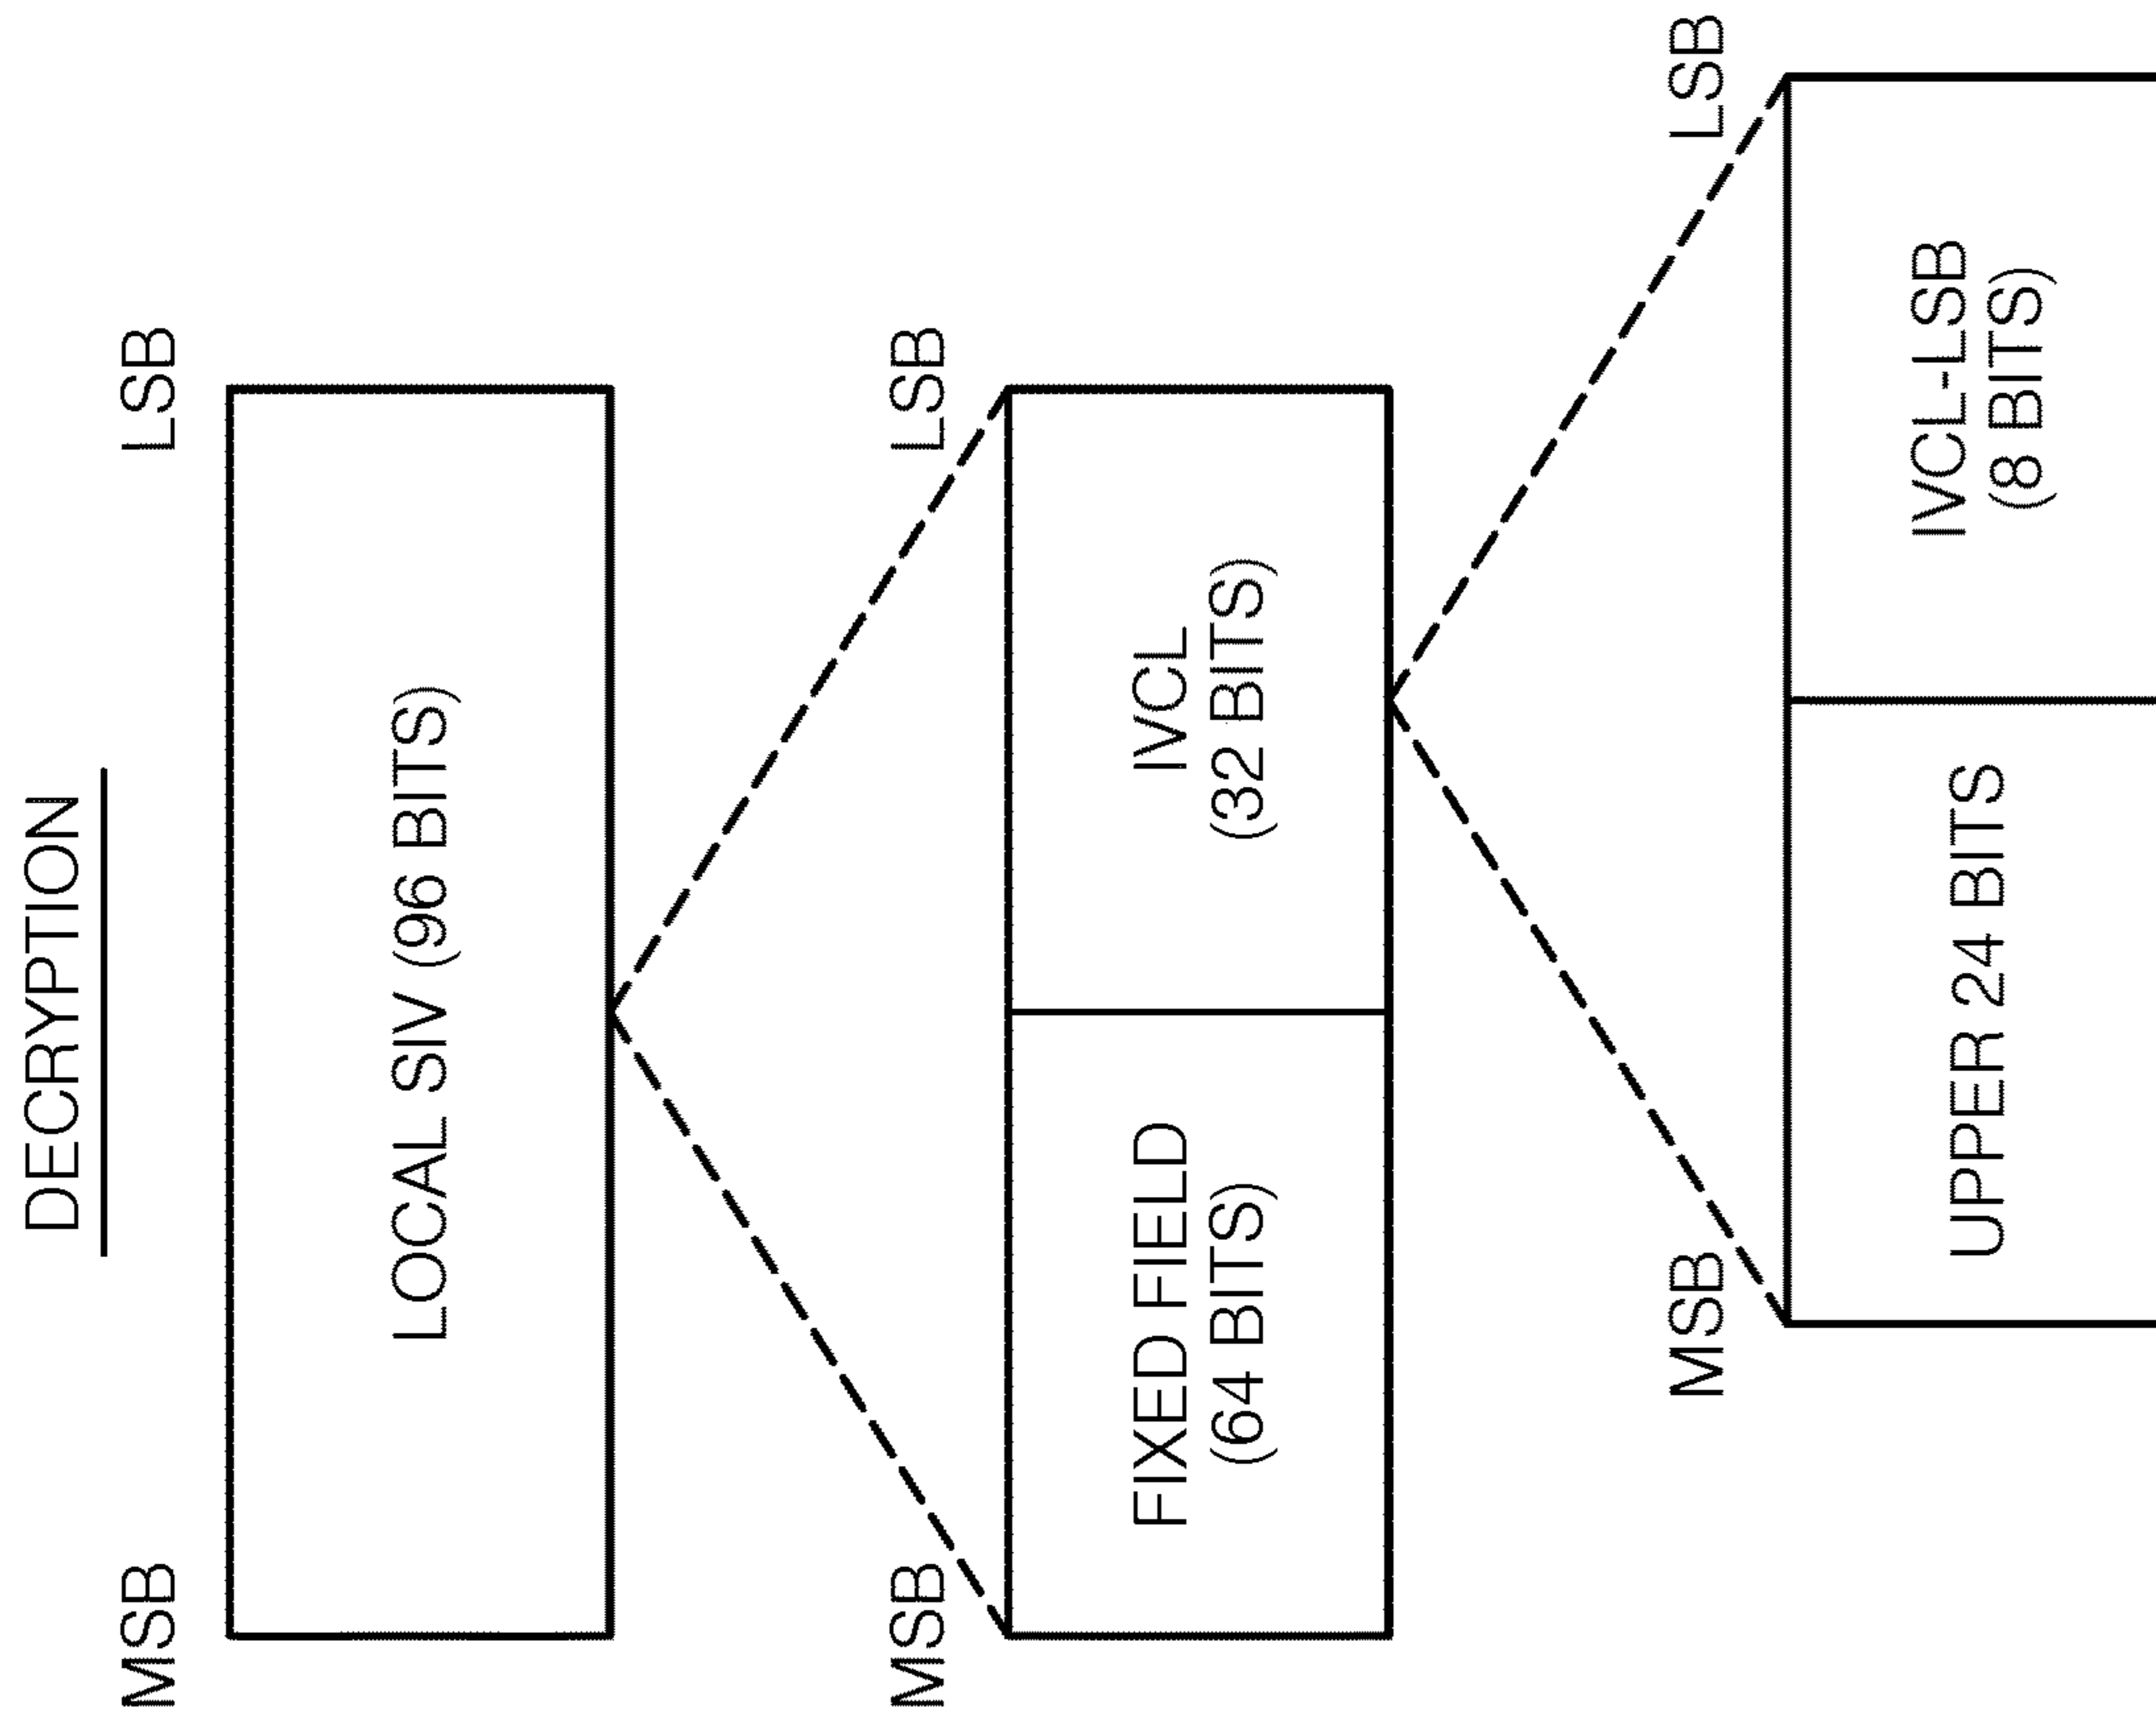 DECRYPTION
MSB
LSB
LOCAL SIV (96 BITS)
MSB
LSB
FIXED FIELD
(64 BITS)
IVCL
(32 BITS)
MSB
LSB
UPPER 24 BITS
IVCL-LSB
(8 BITS)